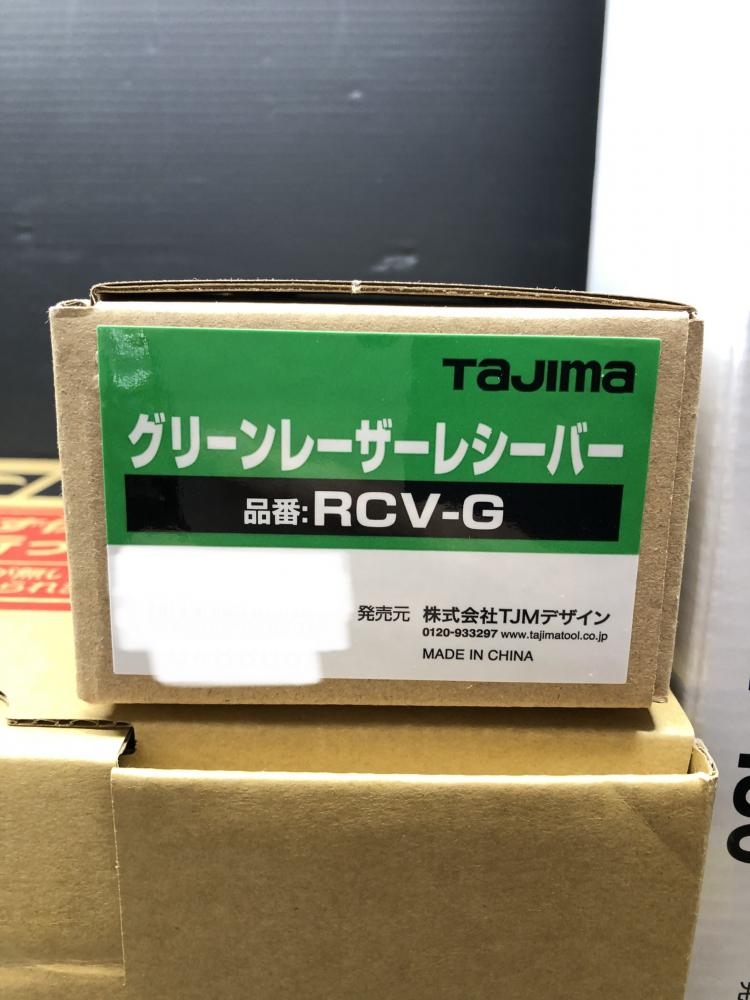 TAJIMA
グリーンレーザーレシーバー
品番:RCV-G
発売元 株式会社TJMデザイン
0120-933297 www.tajimatool.co.jp
MADE IN CHINA